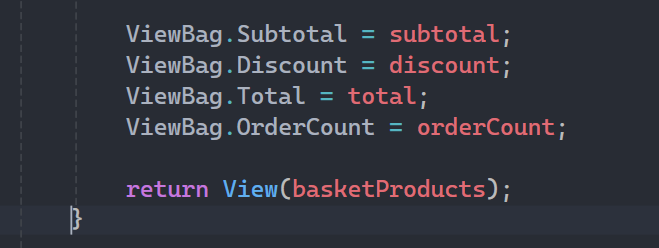 ViewBag.Subtotal = subtotal;
ViewBag.Discount = discount;
ViewBag.Total = total;
ViewBag.OrderCount = orderCount;
return View(basketProducts);
}